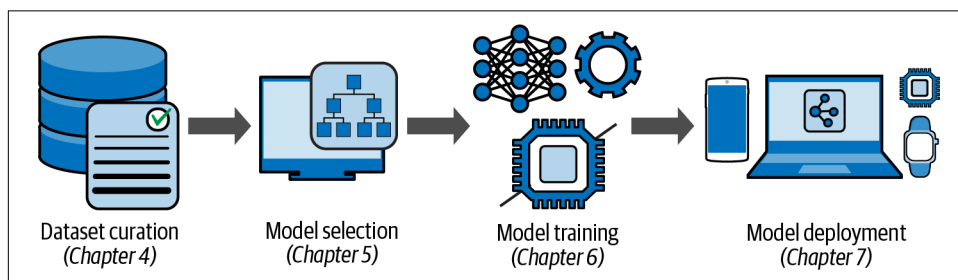 Dataset curation
(Chapter 4)
Model selection
(Chapter 5)
Model training
(Chapter 6)
Model deployment
(Chapter 7)